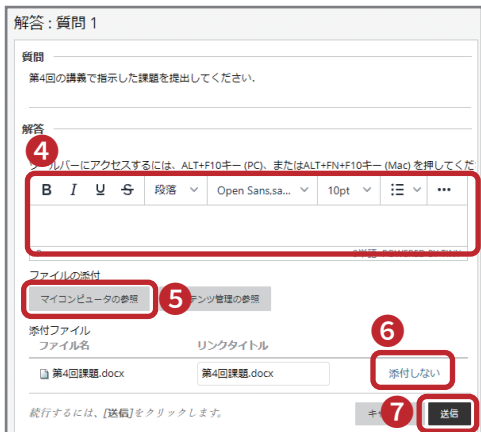 解答 : 質問 1
質問
第4回の講義で指示した課題を提出してください.
解答
4
バーにアクセスするには、ALT+F10キー (PC)、またはALT+FN+F10キー (Mac) を押してくだ
B I U S 段落 Open Sans,sa... 10pt ...
ファイルの添付
マイコンピュータの参照 5 テンツ管理の参照
添付ファイル
6
ファイル名 リンクタイトル
第4回課題.docx 第4回課題.docx 添付しない
続行するには、[送信]をクリックします。 キ 7 送信